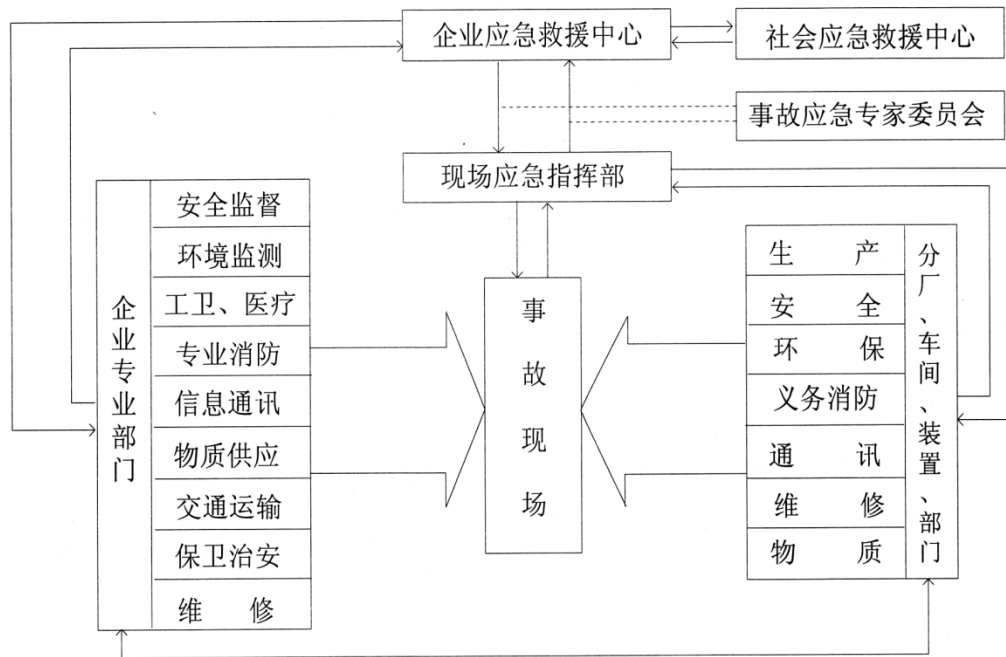 企业应急救援中心
社会应急救援中心
事故应急专家委员会
现场应急指挥部
企业专业部门
安全监督
环境监测
工卫、医疗
专业消防
信息通讯
物质供应
交通运输
保卫治安
维 修
事故现场
生 产
安 全
环 保
义务消防
通 讯
维 修
物 质
分厂、车间、装置、部门